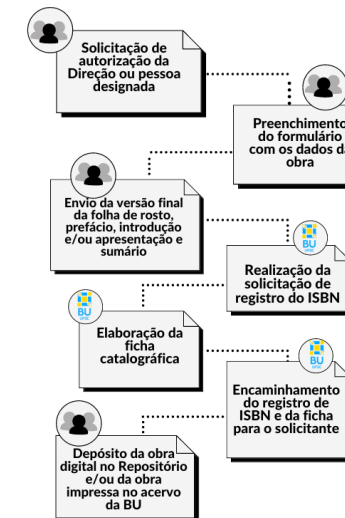 Solicitação de
autorização da
Direção ou pessoa
designada
Preenchimento
do formulário
com os dados da
obra
Envio da versão final
da folha de rosto,
prefácio, introdução
e/ou apresentação e
sumário
BU
Realização da
solicitação de
registro do ISBN
BU
Elaboração da
ficha
catalográfica
BU
Encaminhamento
do registro de
ISBN e da ficha
para o solicitante
Depósito da obra
digital no Repositório
e/ou da obra
impressa no acervo
da BU